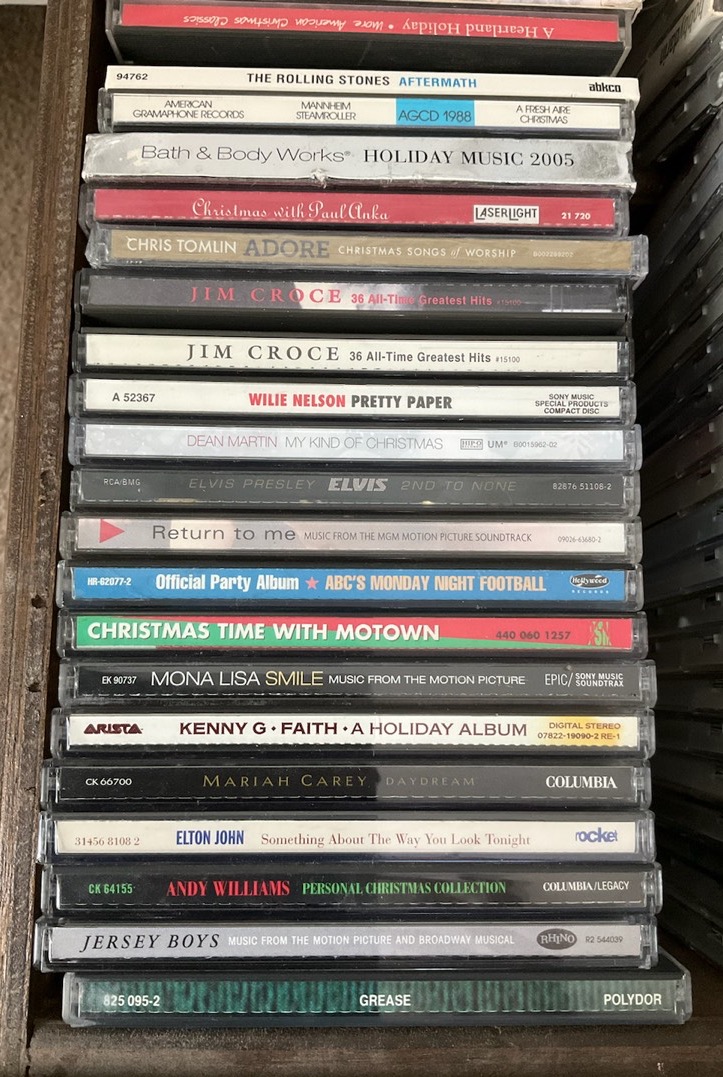 A Heartland Holiday • More American Christmas Classics
94762 THE ROLLING STONES AFTERMATH abkco
AMERICAN GRAMAPHONE RECORDS MANNHEIM STEAMROLLER AGCD 1988 A FRESH AIRE CHRISTMAS
Bath & Body Works® HOLIDAY MUSIC 2005
Christmas with Paul Anka LASERLIGHT 21 720
CHRIS TOMLIN ADORE CHRISTMAS SONGS of WORSHIP
JIM CROCE 36 All-Time Greatest Hits #15100
JIM CROCE 36 All-Time Greatest Hits #15100
A 52367 WILIE NELSON PRETTY PAPER SONY MUSIC SPECIAL PRODUCTS COMPACT DISC
DEAN MARTIN MY KIND OF CHRISTMAS HIP-O UMe B0015962-02
RCA/BMG ELVIS PRESLEY ELVIS 2ND TO NONE 82876 51108-2
Return to me MUSIC FROM THE MGM MOTION PICTURE SOUNDTRACK 09026-63680-2
HR-62077-2 Official Party Album ★ ABC'S MONDAY NIGHT FOOTBALL Hollywood RECORDS
CHRISTMAS TIME WITH MOTOWN 440 060 1257
EK 90737 MONA LISA SMILE MUSIC FROM THE MOTION PICTURE EPIC/SONY MUSIC SOUNDTRAX
ARISTA KENNY G • FAITH • A HOLIDAY ALBUM DIGITAL STEREO 07822-19090-2 RE-1
CK 66700 MARIAH CAREY DAYDREAM COLUMBIA
31456 8108 2 ELTON JOHN Something About The Way You Look Tonight rocket
CK 64155 ANDY WILLIAMS PERSONAL CHRISTMAS COLLECTION COLUMBIA/LEGACY
JERSEY BOYS MUSIC FROM THE MOTION PICTURE AND BROADWAY MUSICAL RHINO R2 544039
825 095-2 GREASE POLYDOR